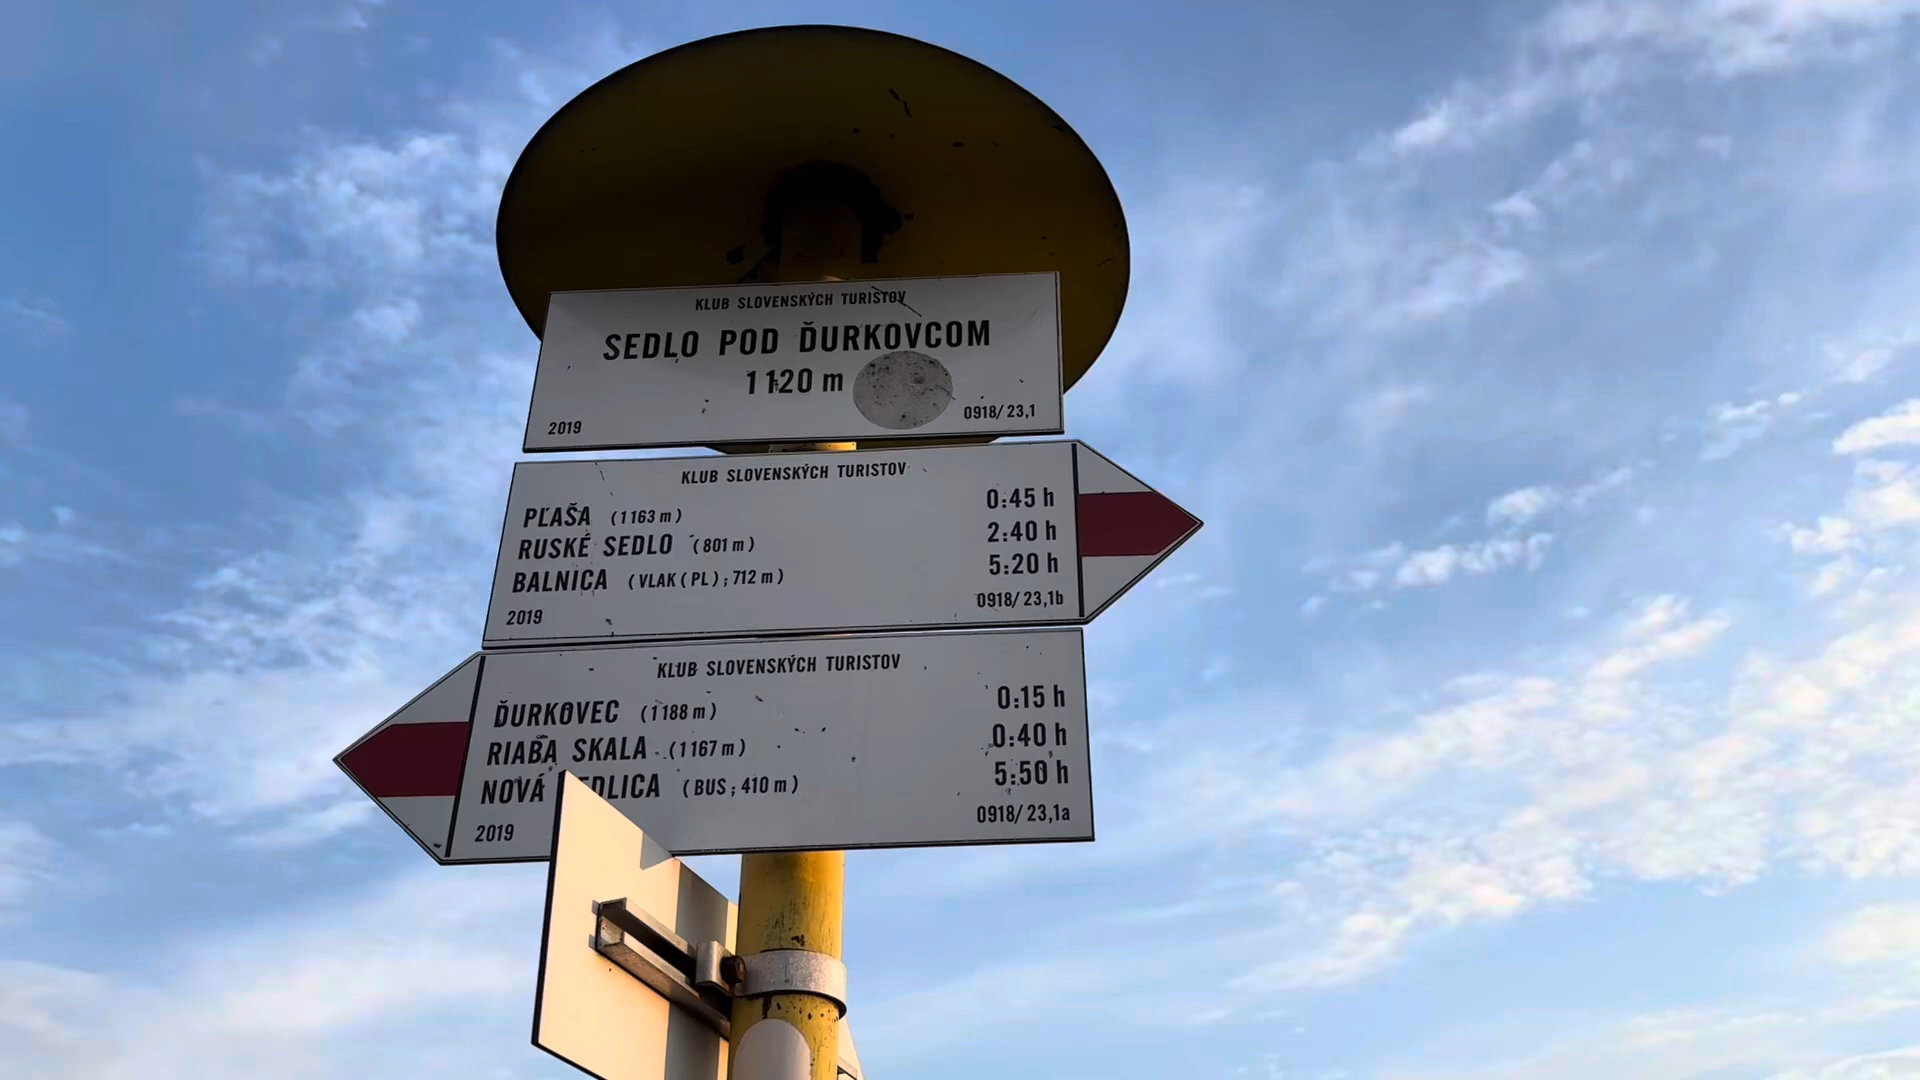 KLUB SLOVENSKÝCH TURISTOV
SEDLO POD ĎURKOVCOM
1120 m
2019 0918/23,1
KLUB SLOVENSKÝCH TURISTOV
PĽAŠA (1163 m) 0:45 h
RUSKÉ SEDLO (801 m) 2:40 h
BALNICA (VLAK (PL); 712 m) 5:20 h
2019 0918/23,1b
KLUB SLOVENSKÝCH TURISTOV
ĎURKOVEC (1188 m) 0:15 h
RIABA SKALA (1167 m) 0:40 h
NOVÁ (BUS; 410 m) 5:50 h
2019 0918/23,1a